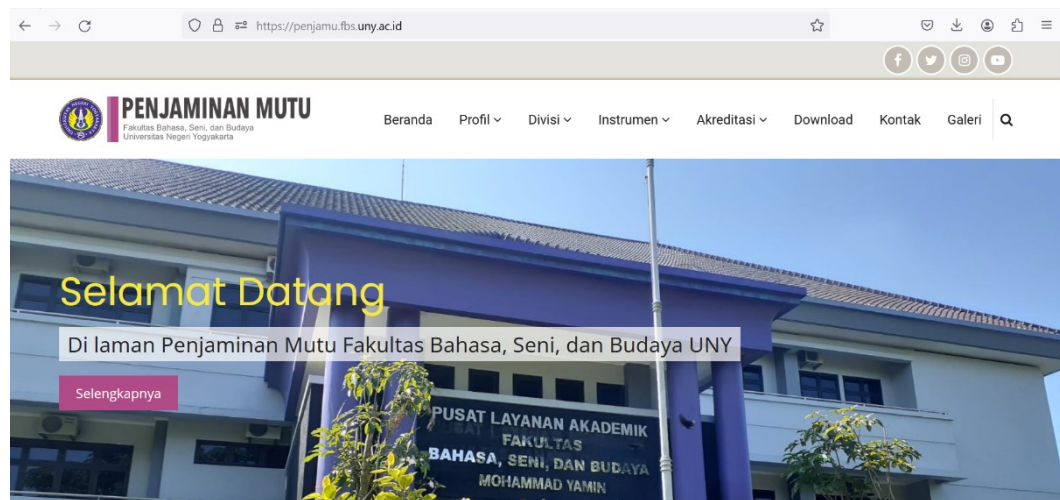 https://penjamu.fbs.uny.ac.id
PENJAMINAN MUTU
Fakultas Bahasa, Seni, dan Budaya
Universitas Negeri Yogyakarta
Beranda Profil Divisi Instrumen Akreditasi Download Kontak Galeri
Selamat Datang
Di laman Penjaminan Mutu Fakultas Bahasa, Seni, dan Budaya UNY
Selengkapnya
PUSAT LAYANAN AKADEMIK
FAKULTAS
BAHASA, SENI, DAN BUDAYA
MOHAMMAD YAMIN